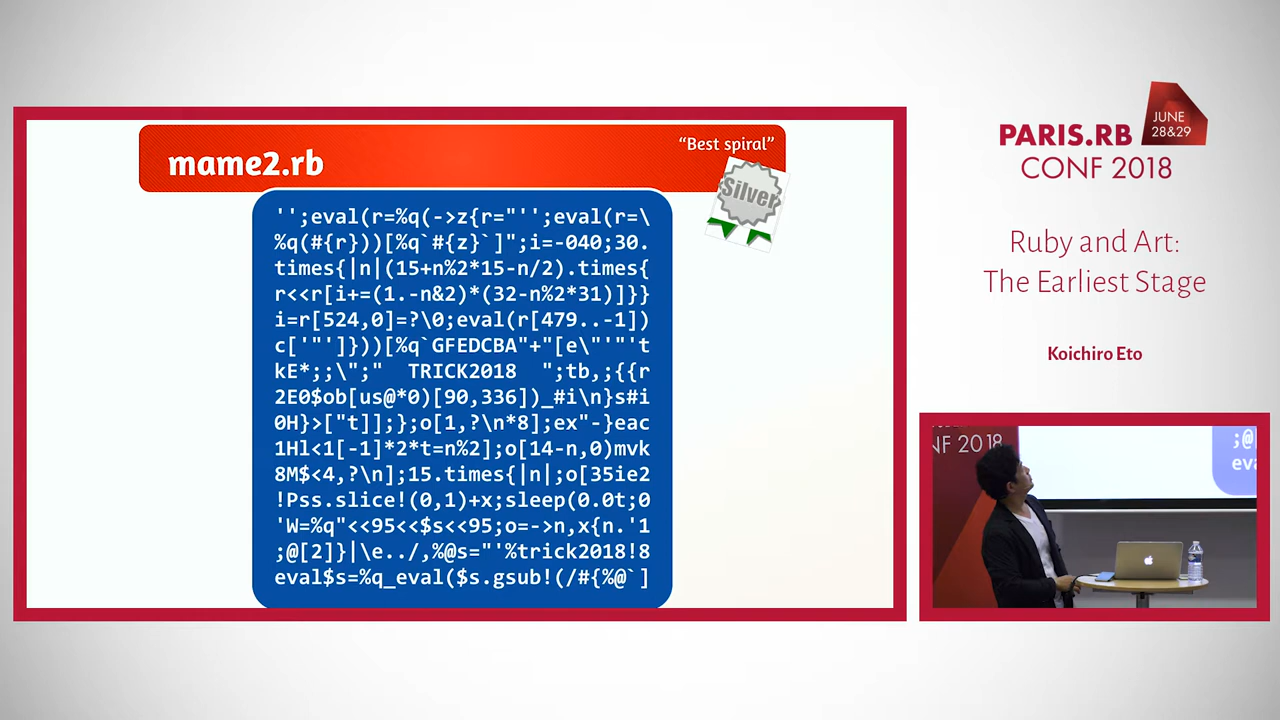 mame2.rb
“Best spiral”
Silver
'';eval(r=%q(->z{r="'';eval(r=\
%q(#{r}))[%q`#{z}`]";i=-040;30.
times{|n|(15+n%2*15-n/2).times{
r<<r[i+=(1.-n&2)*(32-n%2*31)]}}
i=r[524,0]=?\0;eval(r[479..-1])
c['"']}))[%q`GFEDCBA"+"[e\"'"'t
kE*;;\";"  TRICK2018  ";tb,;{{r
2E0$ob[us@*0)[90,336])_#i\n}s#i
0H}>["t]];};o[1,?\n*8];ex"-}eac
1Hl<1[-1]*2*t=n%2];o[14-n,0)mvk
8M$<4,?\n];15.times{|n|;o[35ie2
!Pss.slice!(0,1)+x;sleep(0.0t;0
'W=%q"<<95<<$s<<95;o=->n,x{n.'1
;@[2]}|\e../,%@s="'%trick2018!8
eval$s=%q_eval($s.gsub!(/#{%@`]
PARIS.RB
JUNE
28&29
CONF 2018
Ruby and Art:
The Earliest Stage
Koichiro Eto
NF 2018
;@
eva